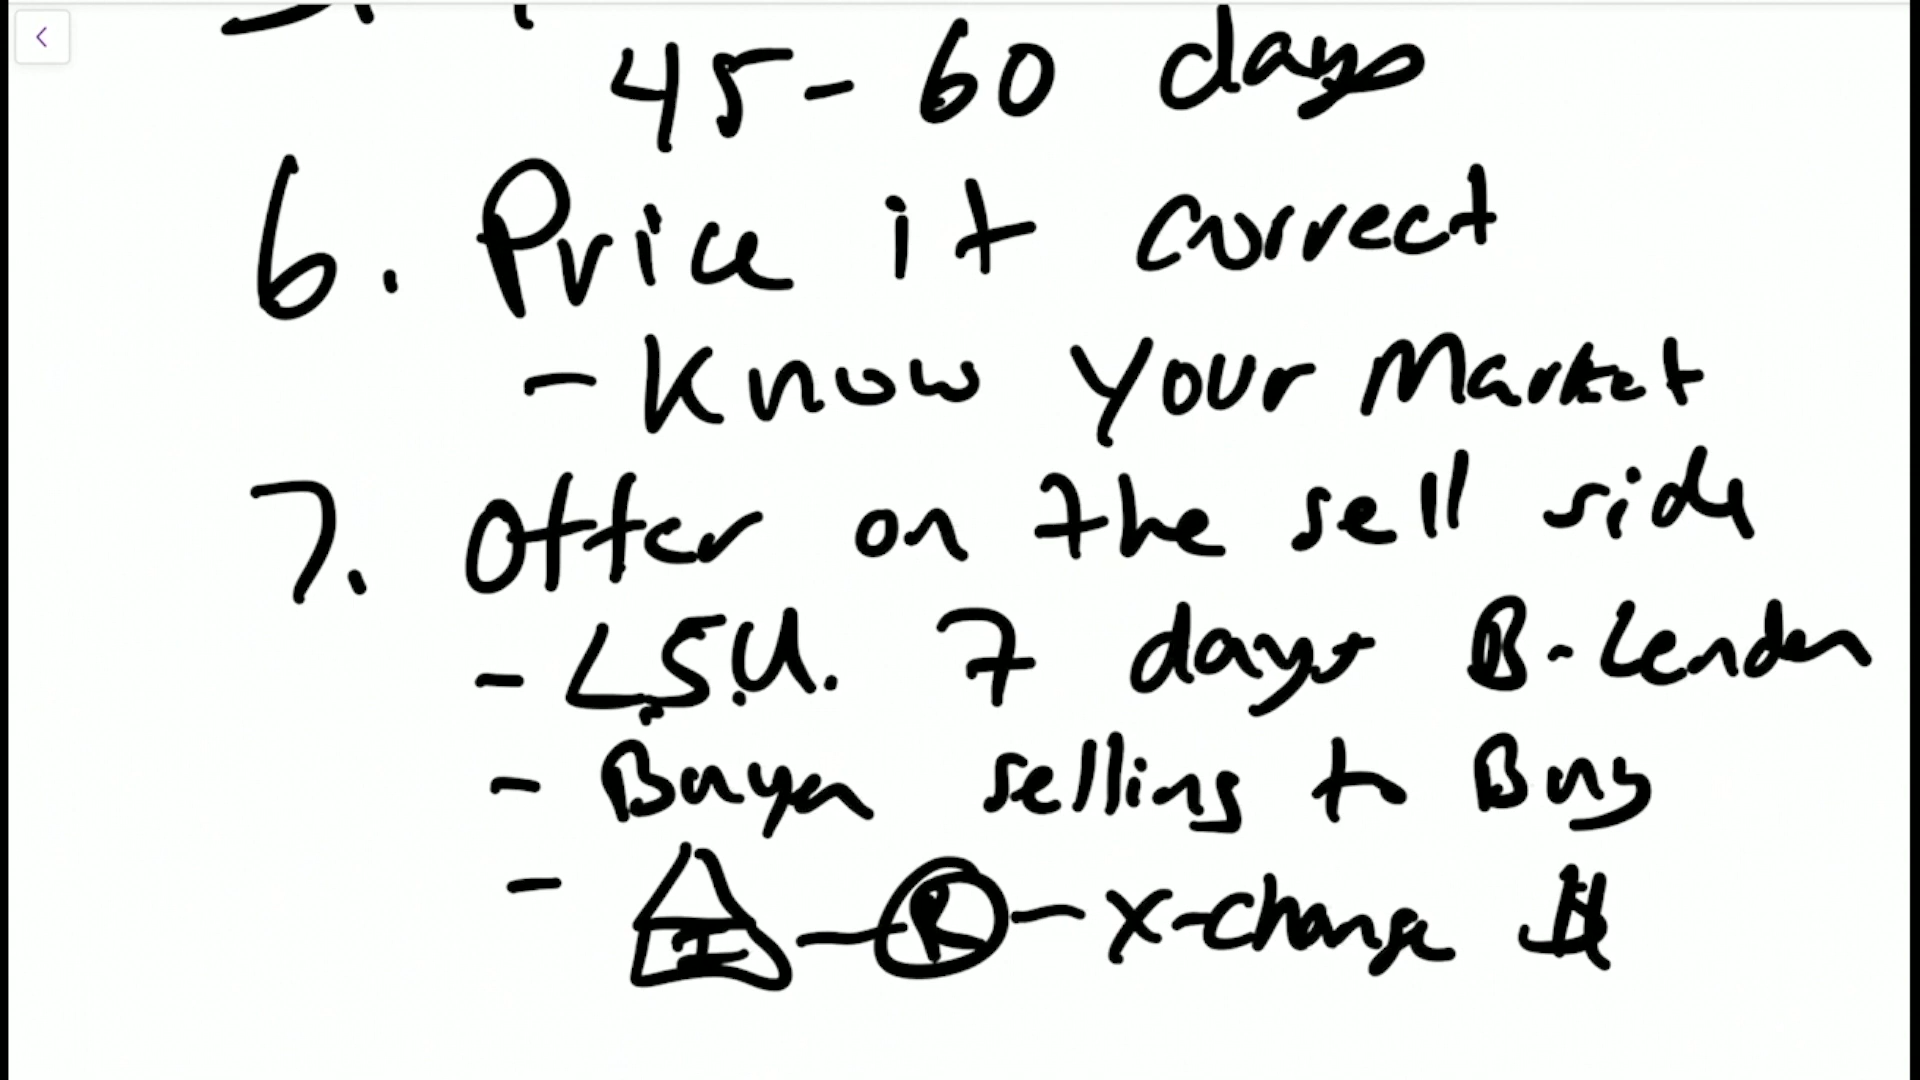 45-60 days
6. Price it correct
- Know Your Market
7. Offer on the sell side
- L.S.U. 7 days B-Lender
- Buyer selling to Buy
- I - R - X-change $